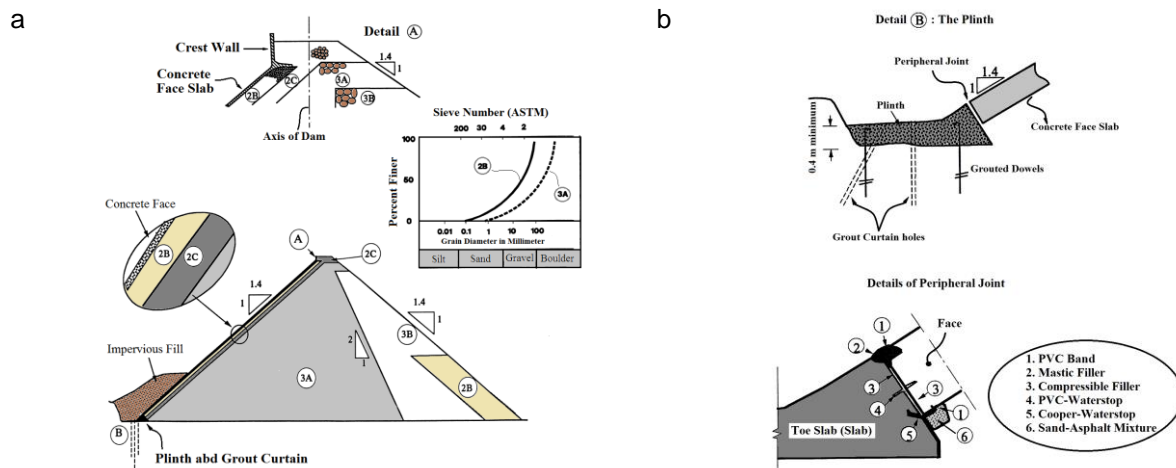 a
Detail A
Crest Wall
Concrete
Face Slab
2B
2C
3A
3B
1.4
1
Axis of Dam
Sieve Number (ASTM)
200 30 4 2
Percent Finer
100
50
0
2B
3A
0.01 0.1 1 10 100
Grain Diameter in Millimeter
Silt Sand Gravel Boulder
Concrete Face
2B
2C
A
2C
1.4
1
1.4
1
2
1
3B
3A
2B
Impervious Fill
B
Plinth abd Grout Curtain
b
Detail B : The Plinth
Peripheral Joint
1.4
1
Plinth
Concrete Face Slab
0.4 m minimum
Grouted Dowels
Grout Curtain holes
Details of Peripheral Joint
1
Face
2
3
3
4
1
5
6
Toe Slab (Slab)
1. PVC Band
2. Mastic Filler
3. Compressible Filler
4. PVC-Waterstop
5. Cooper-Waterstop
6. Sand-Asphalt Mixture